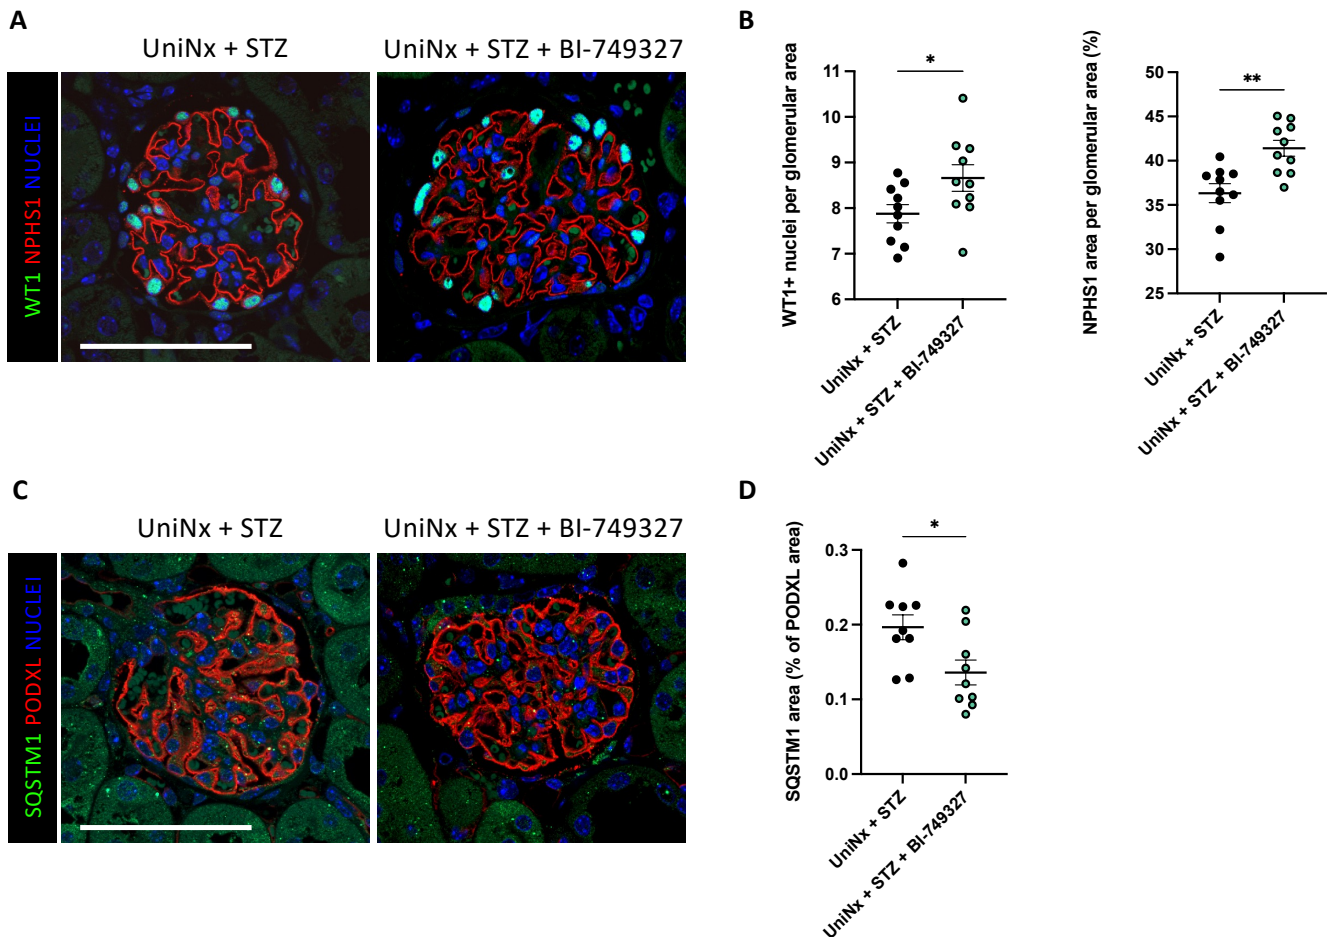 A
UniNx + STZ
UniNx + STZ + BI-749327
WT1 NPHS1 NUCLEI
B
WT1+ nuclei per glomerular area
11
10
9
8
7
6
*
UniNx + STZ
UniNx + STZ + BI-749327
NPHS1 area per glomerular area (%)
50
45
40
35
30
25
**
UniNx + STZ
UniNx + STZ + BI-749327
C
UniNx + STZ
UniNx + STZ + BI-749327
SQSTM1 PODXL NUCLEI
D
SQSTM1 area (% of PODXL area)
0.3
0.2
0.1
0.0
*
UniNx + STZ
UniNx + STZ + BI-749327